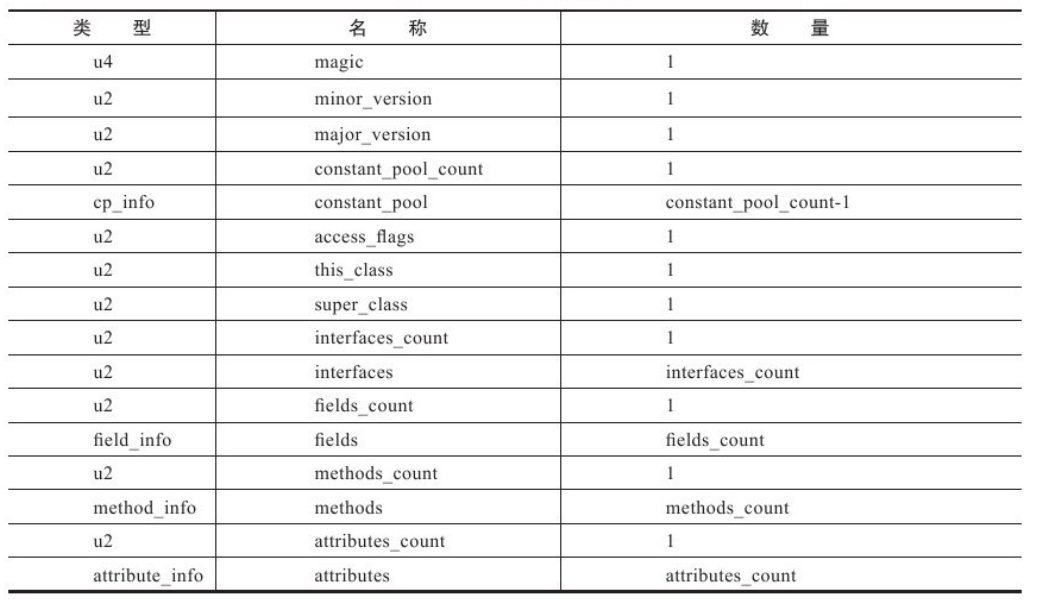 类 型 名 称 数 量
u4 magic 1
u2 minor_version 1
u2 major_version 1
u2 constant_pool_count 1
cp_info constant_pool constant_pool_count-1
u2 access_flags 1
u2 this_class 1
u2 super_class 1
u2 interfaces_count 1
u2 interfaces interfaces_count
u2 fields_count 1
field_info fields fields_count
u2 methods_count 1
method_info methods methods_count
u2 attributes_count 1
attribute_info attributes attributes_count